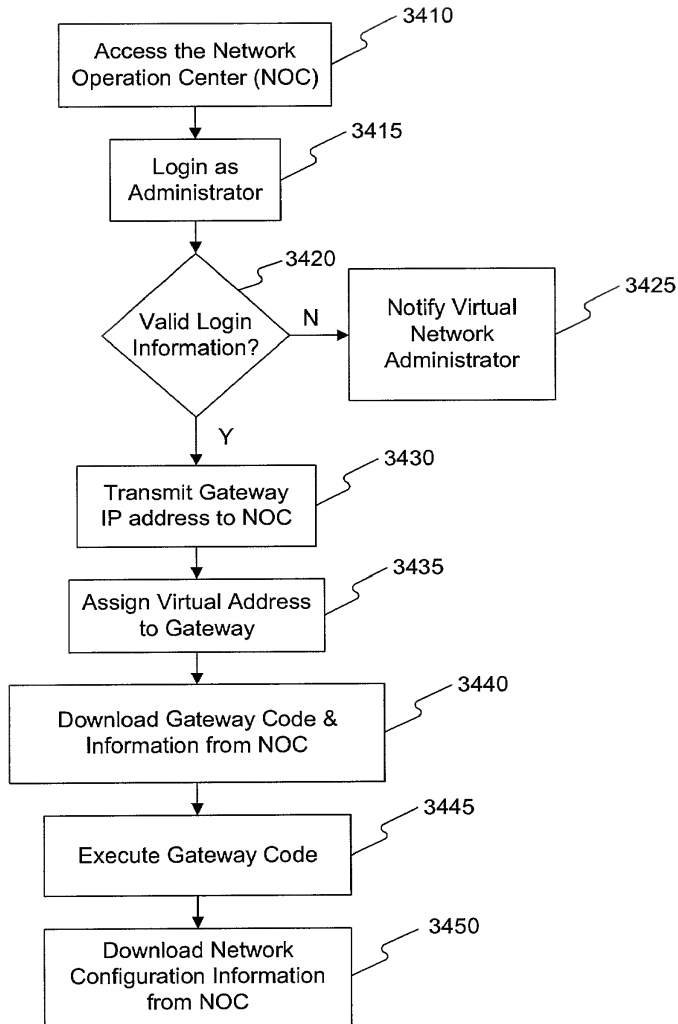 3410
Access the Network
Operation Center (NOC)
3415
Login as
Administrator
3420
Valid Login
Information?
N
3425
Notify Virtual
Network
Administrator
Y
3430
Transmit Gateway
IP address to NOC
3435
Assign Virtual Address
to Gateway
3440
Download Gateway Code &
Information from NOC
3445
Execute Gateway Code
3450
Download Network
Configuration Information
from NOC